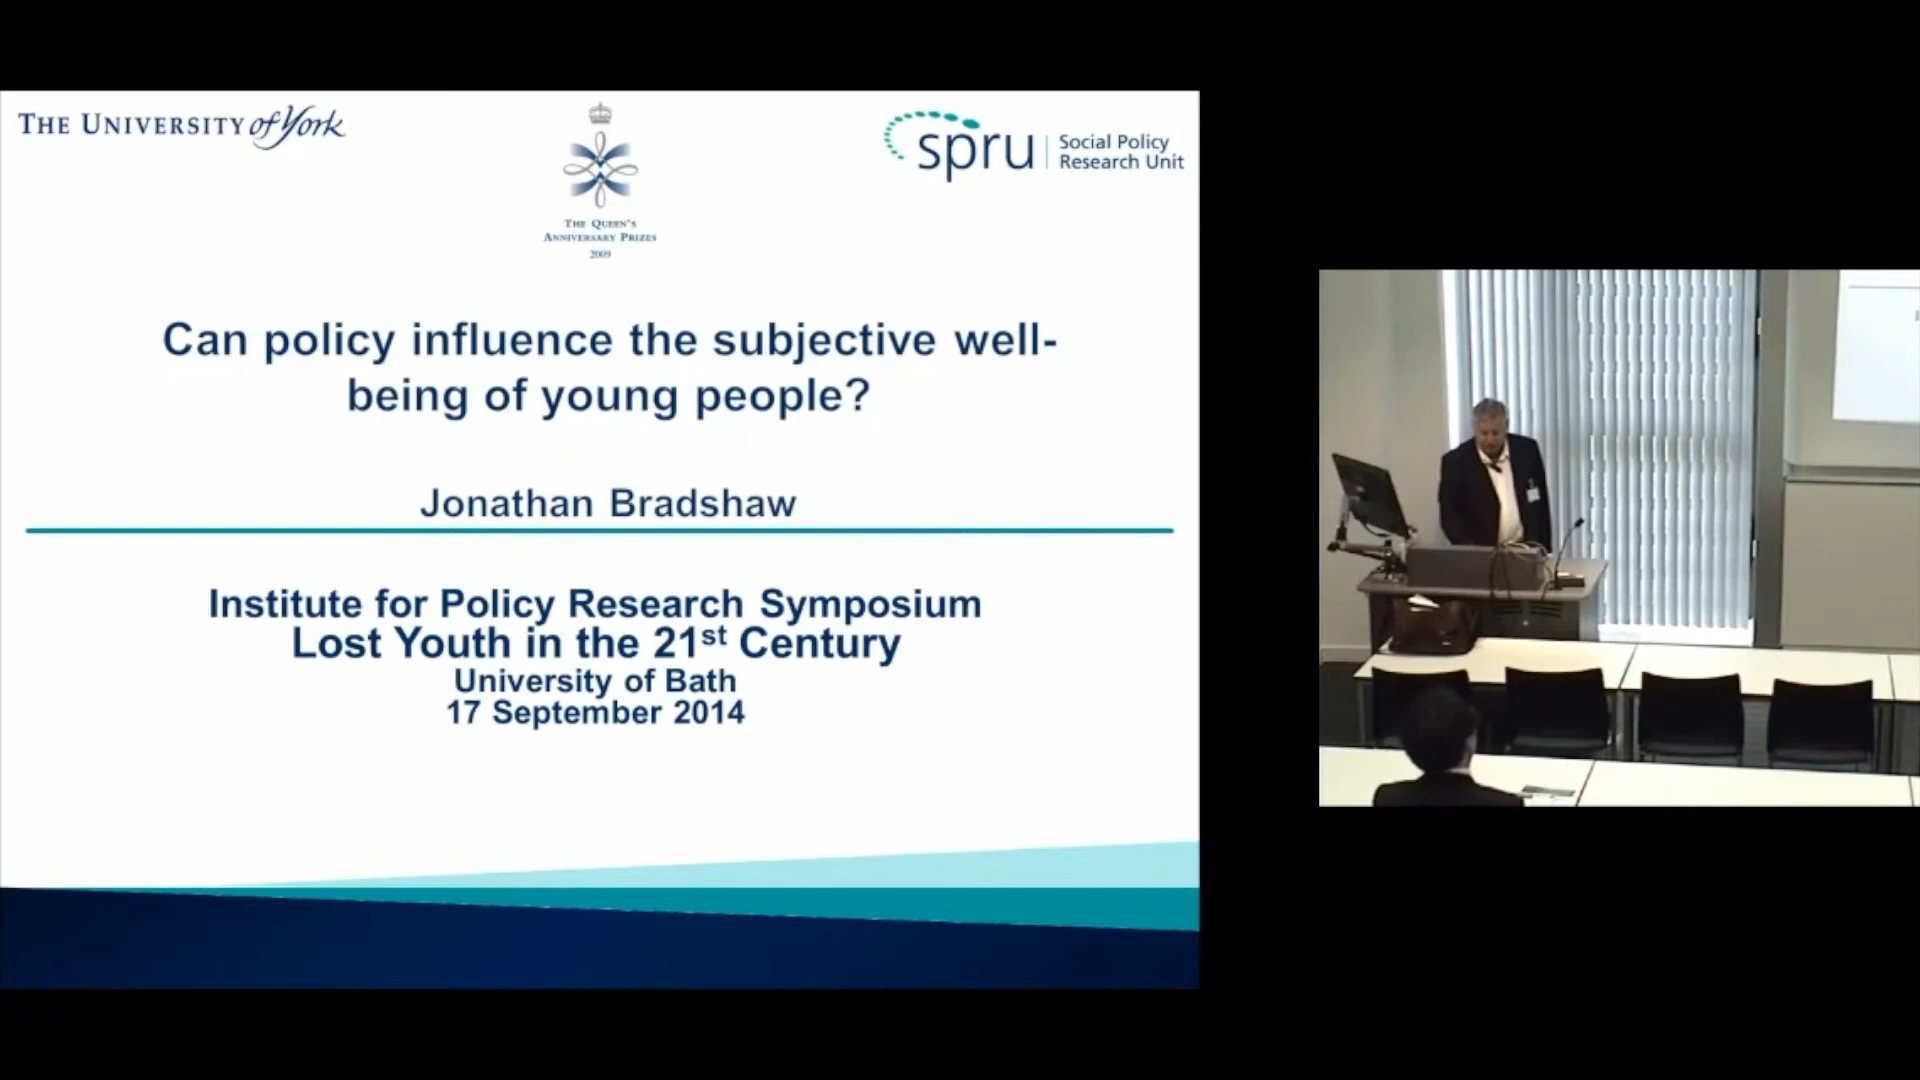 THE UNIVERSITY of York
THE QUEEN'S
ANNIVERSARY PRIZES
2009
spru
Social Policy
Research Unit
Can policy influence the subjective well-
being of young people?
Jonathan Bradshaw
Institute for Policy Research Symposium
Lost Youth in the 21st Century
University of Bath
17 September 2014